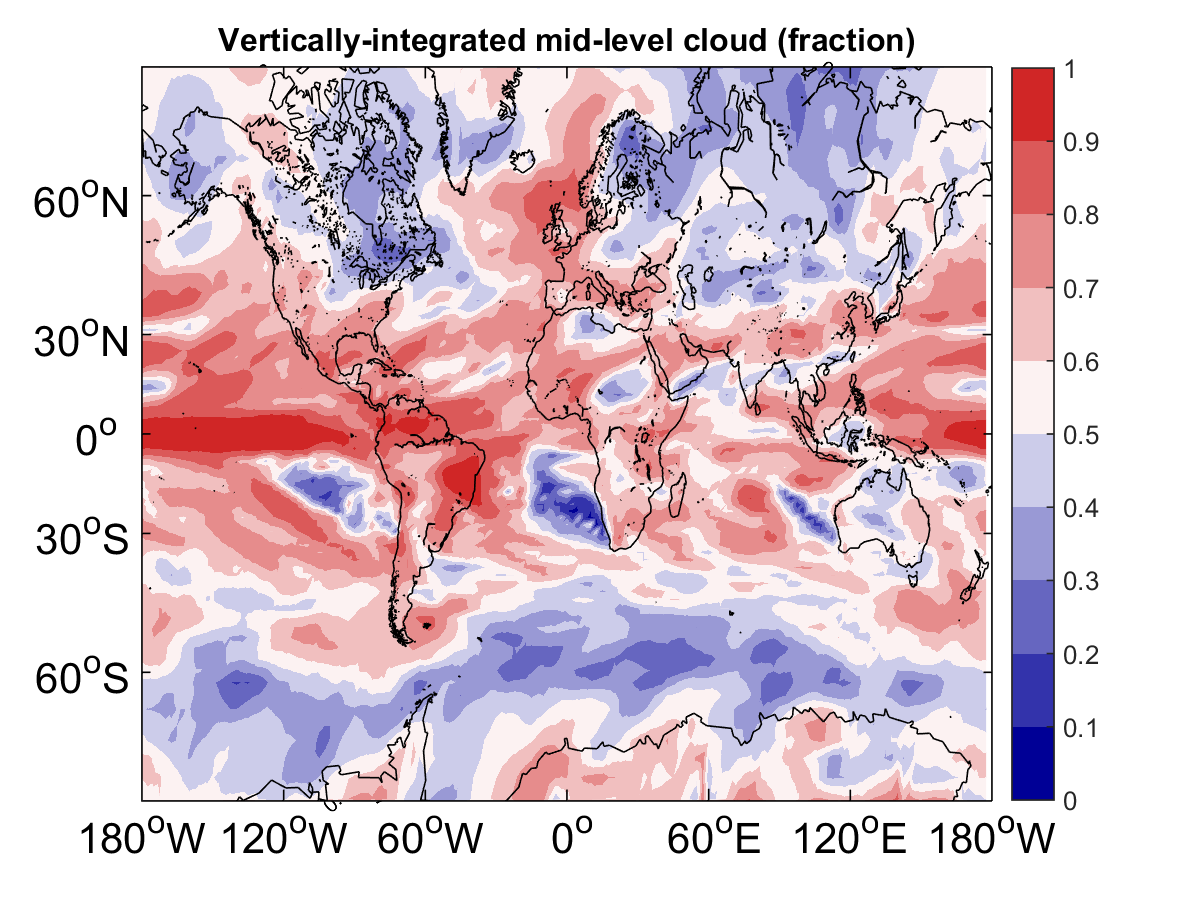 Vertically-integrated mid-level cloud (fraction)
60°N
30°N
0°
30°S
60°S
180°W 120°W 60°W 0° 60°E 120°E 180°W
1
0.9
0.8
0.7
0.6
0.5
0.4
0.3
0.2
0.1
0